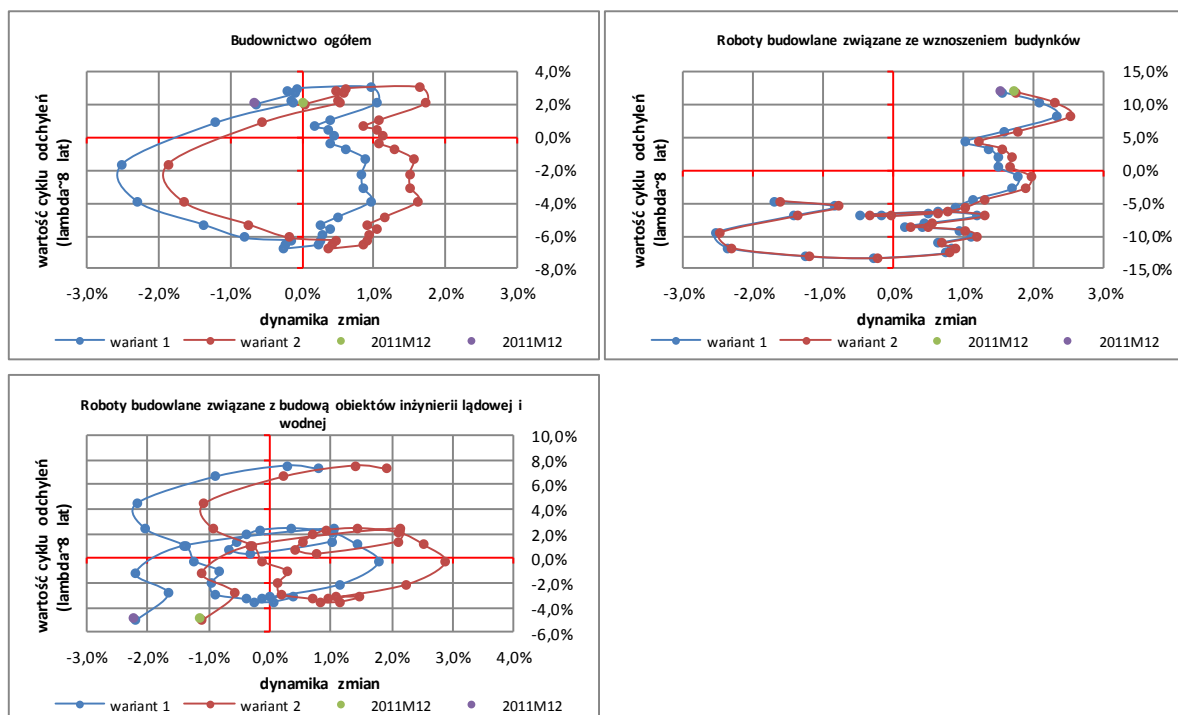 Budownictwo ogółem
wartość cyklu odchyleń
(lambda~8 lat)
4,0%
2,0%
0,0%
-2,0%
-4,0%
-6,0%
-8,0%
-3,0% -2,0% -1,0% 0,0% 1,0% 2,0% 3,0%
dynamika zmian
wariant 1 wariant 2 2011M12 2011M12
Roboty budowlane związane ze wznoszeniem budynków
wartość cyklu odchyleń
(lambda~8 lat)
15,0%
10,0%
5,0%
0,0%
-5,0%
-10,0%
-15,0%
-3,0% -2,0% -1,0% 0,0% 1,0% 2,0% 3,0%
dynamika zmian
wariant 1 wariant 2 2011M12 2011M12
Roboty budowlane związane z budową obiektów inżynierii lądowej i
wodnej
wartość cyklu odchyleń
(lambda~8 lat)
10,0%
8,0%
6,0%
4,0%
2,0%
0,0%
-2,0%
-4,0%
-6,0%
-3,0% -2,0% -1,0% 0,0% 1,0% 2,0% 3,0% 4,0%
dynamika zmian
wariant 1 wariant 2 2011M12 2011M12